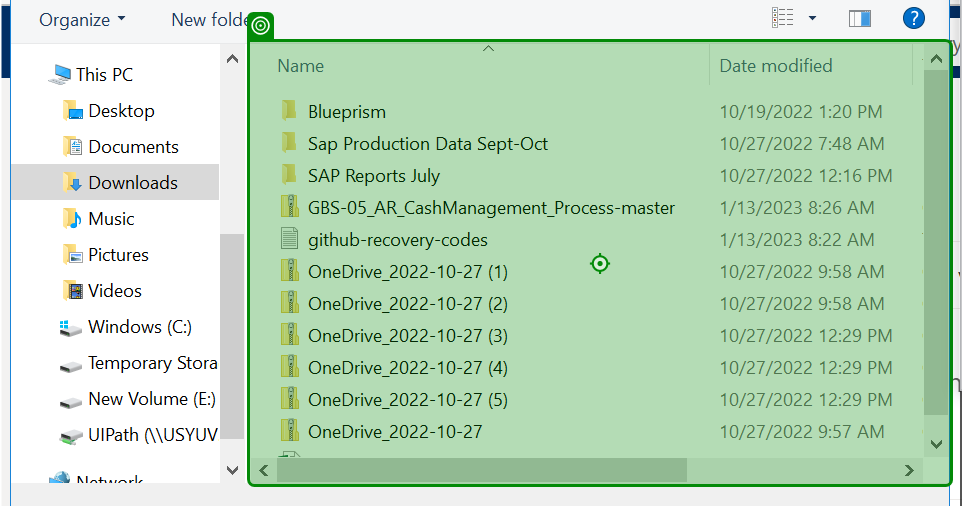 Organize New folde
Name Date modified
This PC
Desktop
Documents
Downloads
Music
Pictures
Videos
Windows (C:)
Temporary Stora
New Volume (E:)
UIPath (\\USYUV
Network
Blueprism 10/19/2022 1:20 PM
Sap Production Data Sept-Oct 10/27/2022 7:48 AM
SAP Reports July 10/27/2022 12:16 PM
GBS-05_AR_CashManagement_Process-master 1/13/2023 8:26 AM
github-recovery-codes 1/13/2023 8:22 AM
OneDrive_2022-10-27 (1) 10/27/2022 9:58 AM
OneDrive_2022-10-27 (2) 10/27/2022 9:58 AM
OneDrive_2022-10-27 (3) 10/27/2022 12:29 PM
OneDrive_2022-10-27 (4) 10/27/2022 12:29 PM
OneDrive_2022-10-27 (5) 10/27/2022 12:29 PM
OneDrive_2022-10-27 10/27/2022 9:57 AM